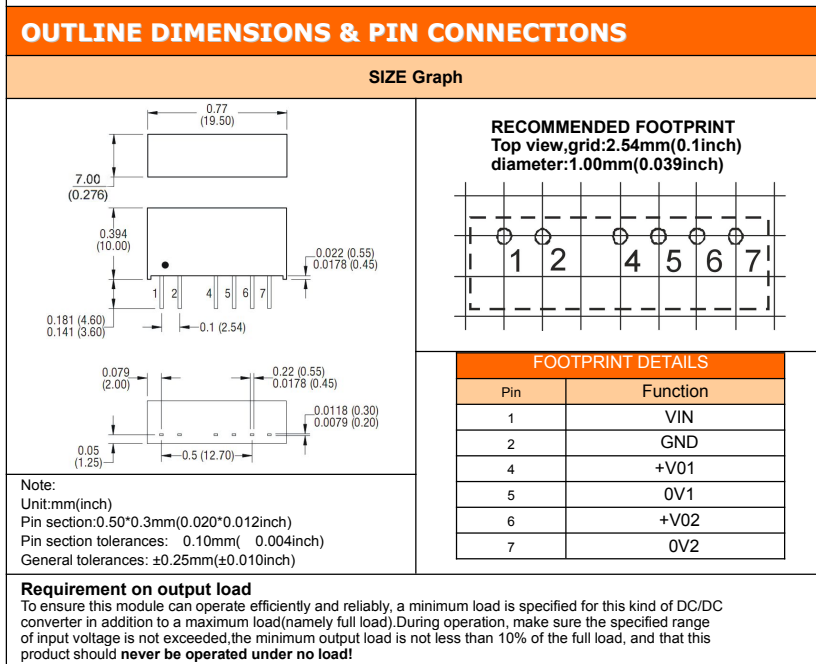 OUTLINE DIMENSIONS & PIN CONNECTIONS
SIZE Graph
0.77
(19.50)
7.00
(0.276)
0.394
(10.00)
0.022 (0.55)
0.0178 (0.45)
1 2 4 5 6 7
0.181 (4.60)
0.141 (3.60)
0.1 (2.54)
0.079
(2.00)
0.22 (0.55)
0.0178 (0.45)
0.0118 (0.30)
0.0079 (0.20)
0.05
(1.25)
0.5 (12.70)
Note:
Unit:mm(inch)
Pin section:0.50*0.3mm(0.020*0.012inch)
Pin section tolerances: 0.10mm( 0.004inch)
General tolerances: ±0.25mm(±0.010inch)
RECOMMENDED FOOTPRINT
Top view,grid:2.54mm(0.1inch)
diameter:1.00mm(0.039inch)
1 2 4 5 6 7
FOOTPRINT DETAILS
Pin Function
1 VIN
2 GND
4 +V01
5 0V1
6 +V02
7 0V2
Requirement on output load
To ensure this module can operate efficiently and reliably, a minimum load is specified for this kind of DC/DC
converter in addition to a maximum load(namely full load).During operation, make sure the specified range
of input voltage is not exceeded,the minimum output load is not less than 10% of the full load, and that this
product should never be operated under no load!